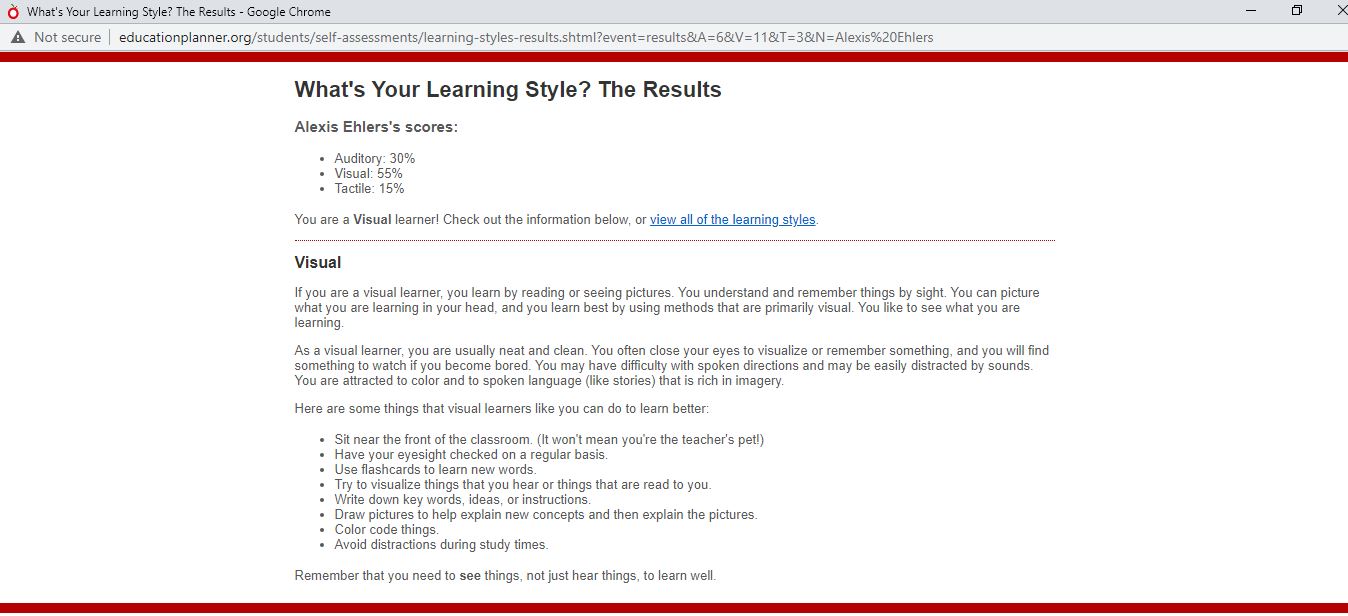 What's Your Learning Style? The Results - Google Chrome
Not secure | educationplanner.org/students/self-assessments/learning-styles-results.shtml?event=results&A=6&V=11&T=3&N=Alexis%20Ehlers
What's Your Learning Style? The Results
Alexis Ehlers's scores:
• Auditory: 30%
• Visual: 55%
• Tactile: 15%
You are a Visual learner! Check out the information below, or view all of the learning styles.
Visual
If you are a visual learner, you learn by reading or seeing pictures. You understand and remember things by sight. You can picture
what you are learning in your head, and you learn best by using methods that are primarily visual. You like to see what you are
learning.
As a visual learner, you are usually neat and clean. You often close your eyes to visualize or remember something, and you will find
something to watch if you become bored. You may have difficulty with spoken directions and may be easily distracted by sounds.
You are attracted to color and to spoken language (like stories) that is rich in imagery.
Here are some things that visual learners like you can do to learn better:
• Sit near the front of the classroom. (It won't mean you're the teacher's pet!)
• Have your eyesight checked on a regular basis.
• Use flashcards to learn new words.
• Try to visualize things that you hear or things that are read to you.
• Write down key words, ideas, or instructions.
• Draw pictures to help explain new concepts and then explain the pictures.
• Color code things.
• Avoid distractions during study times.
Remember that you need to see things, not just hear things, to learn well.